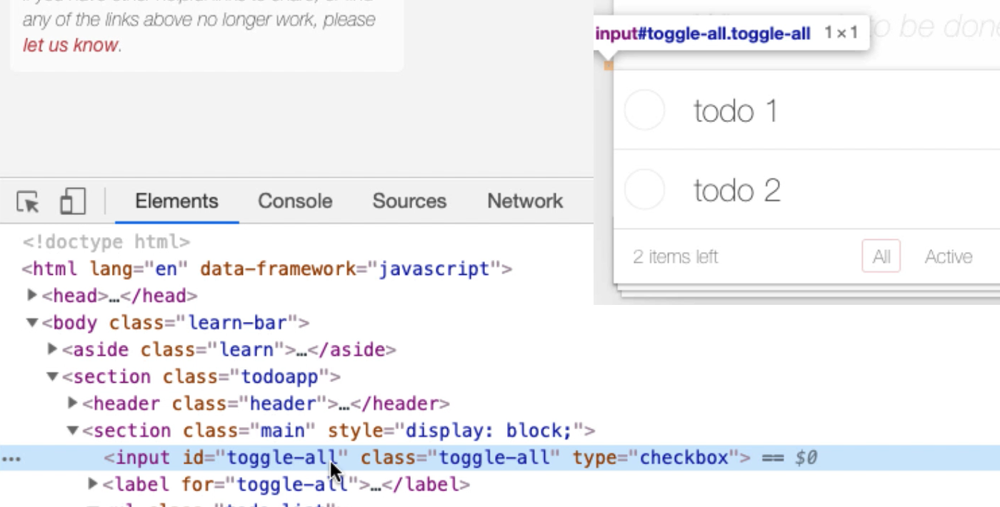 any of the links above no longer work, please
let us know.
input#toggle-all.toggle-all 1 × 1
to be done
todo 1
todo 2
2 items left All Active
Elements Console Sources Network
<!doctype html>
<html lang="en" data-framework="javascript">
<head>…</head>
<body class="learn-bar">
<aside class="learn">…</aside>
<section class="todoapp">
<header class="header">…</header>
<section class="main" style="display: block;">
<input id="toggle-all" class="toggle-all" type="checkbox"> == $0
<label for="toggle-all">…</label>